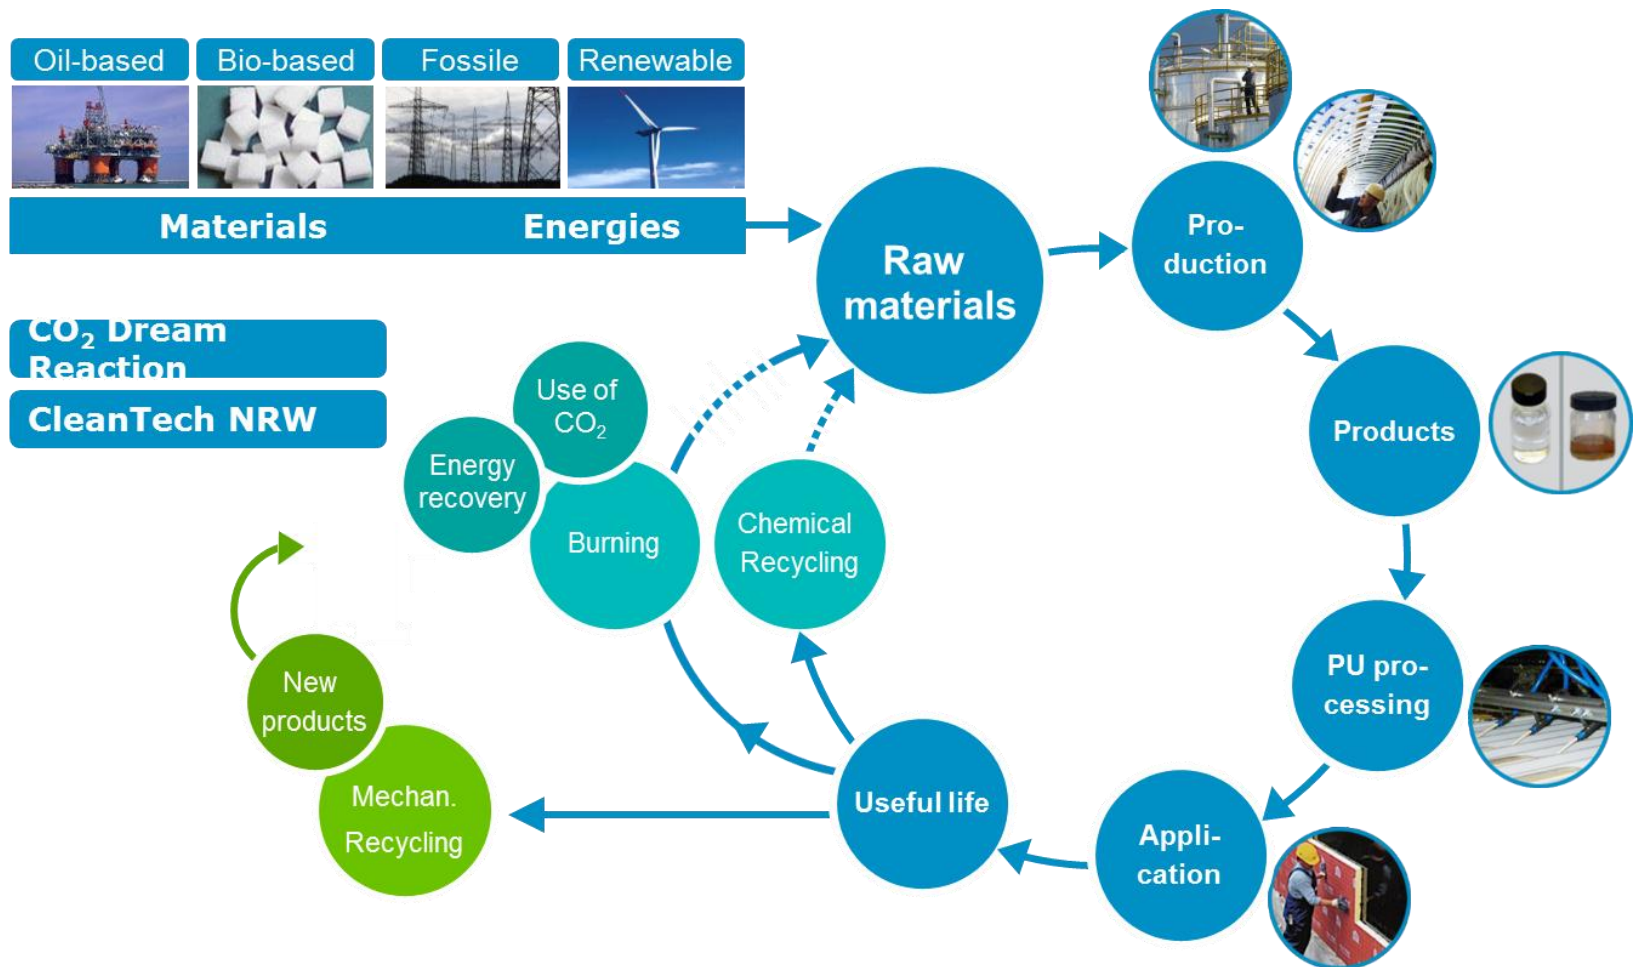 Oil-based
Bio-based
Fossile
Renewable
Materials
Energies
Raw
materials
Pro-
duction
CO₂ Dream
Reaction
CleanTech NRW
Use of
CO₂
Energy
recovery
Burning
Chemical
Recycling
Products
New
products
Mechan.
Recycling
PU pro-
cessing
Useful life
Appli-
cation